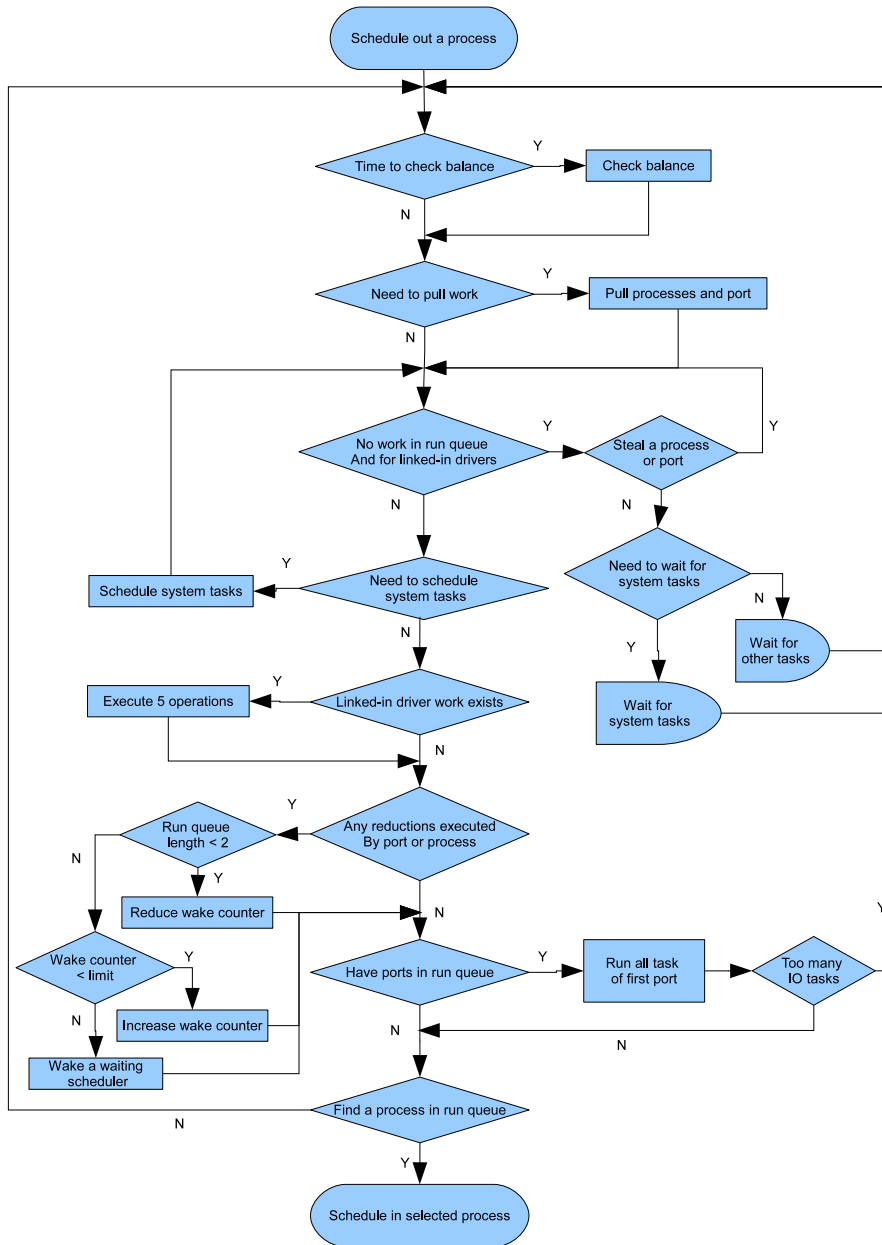 Schedule out a process
Y
Time to check balance
Check balance
N
Y
Need to pull work
Pull processes and port
N
Y
Y
No work in run queue
And for linked-in drivers
Steal a process
or port
N
N
Y
Need to schedule
system tasks
Schedule system tasks
Need to wait for
system tasks
N
N
Y
Wait for
other tasks
Y
Linked-in driver work exists
Execute 5 operations
Wait for
system tasks
N
Y
Any reductions executed
By port or process
Run queue
length < 2
N
Y
Reduce wake counter
N
Y
Wake counter
< limit
Y
Have ports in run queue
Y
Run all task
of first port
Too many
IO tasks
N
Increase wake counter
N
N
Wake a waiting
scheduler
Find a process in run queue
N
Y
Schedule in selected process